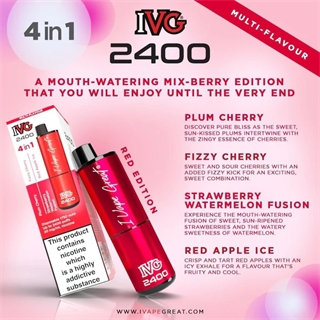 4 in 1
IVG
2400
MULTI-FLAVOUR
A MOUTH-WATERING MIX-BERRY EDITION
THAT YOU WILL ENJOY UNTIL THE VERY END
PLUM CHERRY
DISCOVER PURE BLISS AS THE SWEET,
SUN-KISSED PLUMS INTERTWINE WITH
THE ZINGY ESSENCE OF CHERRIES.
FIZZY CHERRY
SWEET AND SOUR CHERRIES WITH AN
ADDED FIZZY KICK FOR AN EXCITING,
SWEET COMBINATION.
STRAWBERRY
WATERMELON FUSION
EXPERIENCE THE MOUTH-WATERING
FUSION OF SWEET, SUN-RIPENED
STRAWBERRIES AND THE WATERY
SWEETNESS OF WATERMELON.
RED APPLE ICE
CRISP AND TART RED APPLES WITH AN
ICY EXHALE FOR A FLAVOUR THAT'S
FRUITY AND COOL.
RED EDITION
IVG
2400
4 in 1
This product
contains
nicotine
which is a
highly
addictive
substance
I Vape Great
IVG
2400
WWW.IVAPEGREAT.COM